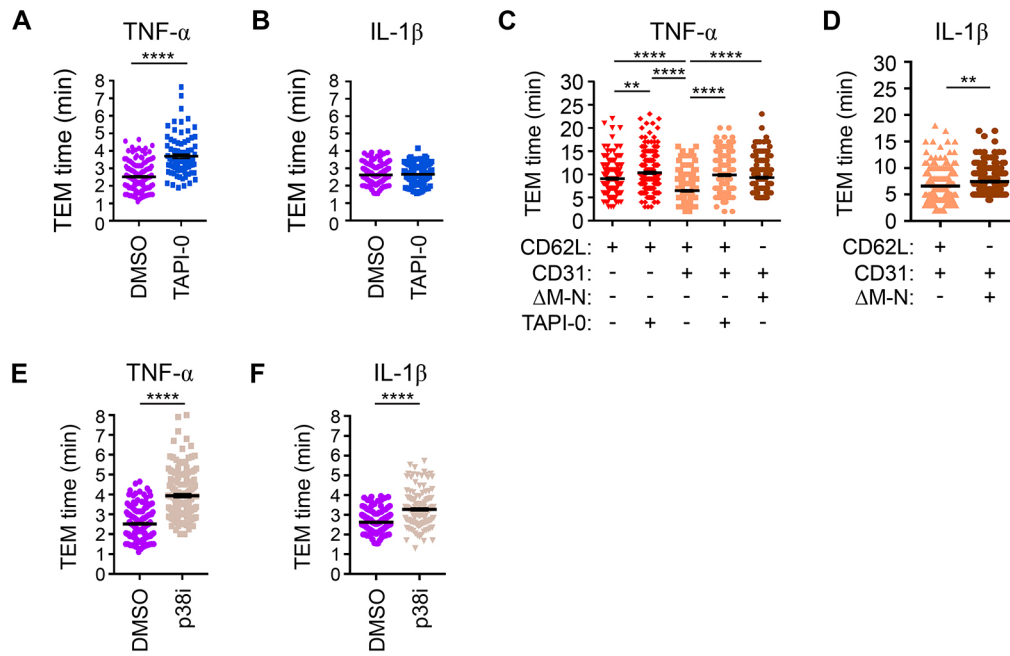 A
TNF-α
****
TEM time (min)
8
7
6
5
4
3
2
1
0
DMSO
TAPI-0
B
IL-1β
TEM time (min)
8
7
6
5
4
3
2
1
0
DMSO
TAPI-0
C
TNF-α
**** ****
** ****
****
TEM time (min)
30
25
20
15
10
5
0
CD62L: + + + + -
CD31: - - + + +
ΔM-N: - - - - +
TAPI-0: - + - + -
D
IL-1β
**
TEM time (min)
30
25
20
15
10
5
0
CD62L: + -
CD31: + +
ΔM-N: - +
E
TNF-α
****
TEM time (min)
8
7
6
5
4
3
2
1
0
DMSO
p38i
F
IL-1β
****
TEM time (min)
8
7
6
5
4
3
2
1
0
DMSO
p38i